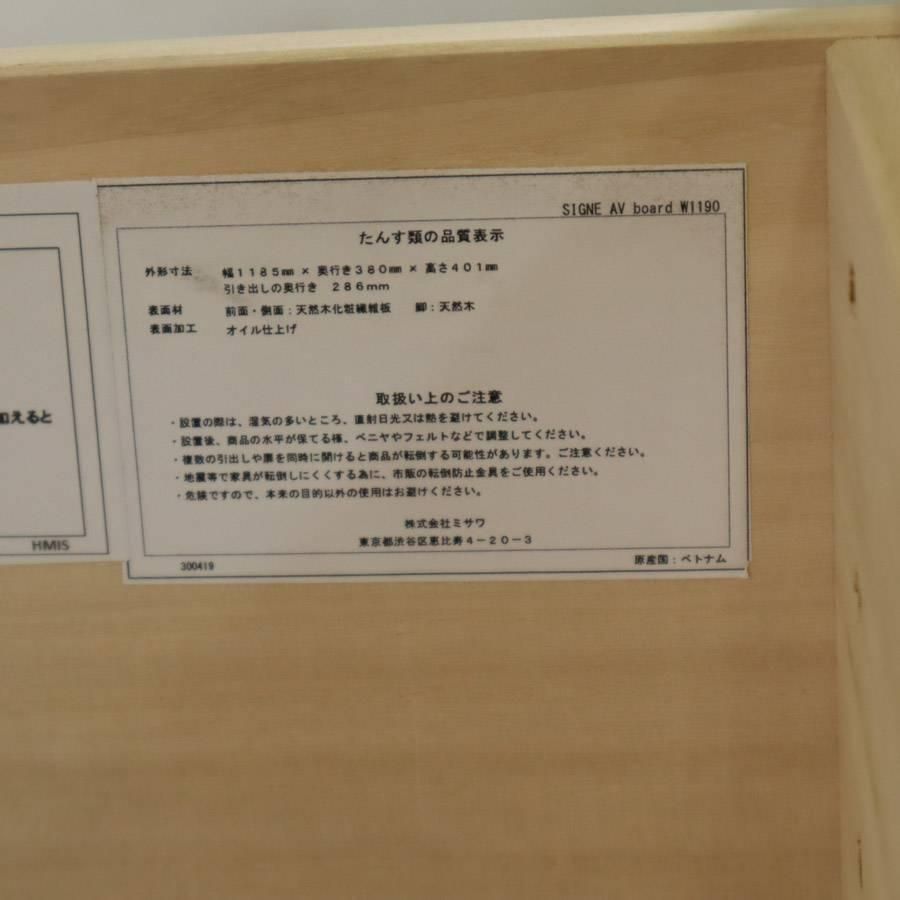 SIGNE AV board W1190
たんす類の品質表示
外形寸法 幅1185mm × 奥行き380mm × 高さ401mm
引き出しの奥行き 286mm
表面材 前面・側面:天然木化粧繊維板 脚:天然木
表面加工 オイル仕上げ
取扱い上のご注意
・設置の際は、湿気の多いところ、直射日光又は熱を避けてください。
・設置後、商品の水平が保てる様、ベニヤやフェルトなどで調整してください。
・複数の引出しや扉を同時に開けると商品が転倒する可能性があります。ご注意ください。
・地震等で家具が転倒しにくくする為に、市販の転倒防止金具をご使用ください。
・危険ですので、本来の目的以外の使用はお避けください。
株式会社ミサワ
東京都渋谷区恵比寿4-20-3
300419 原産国:ベトナム
加えると
HMIS